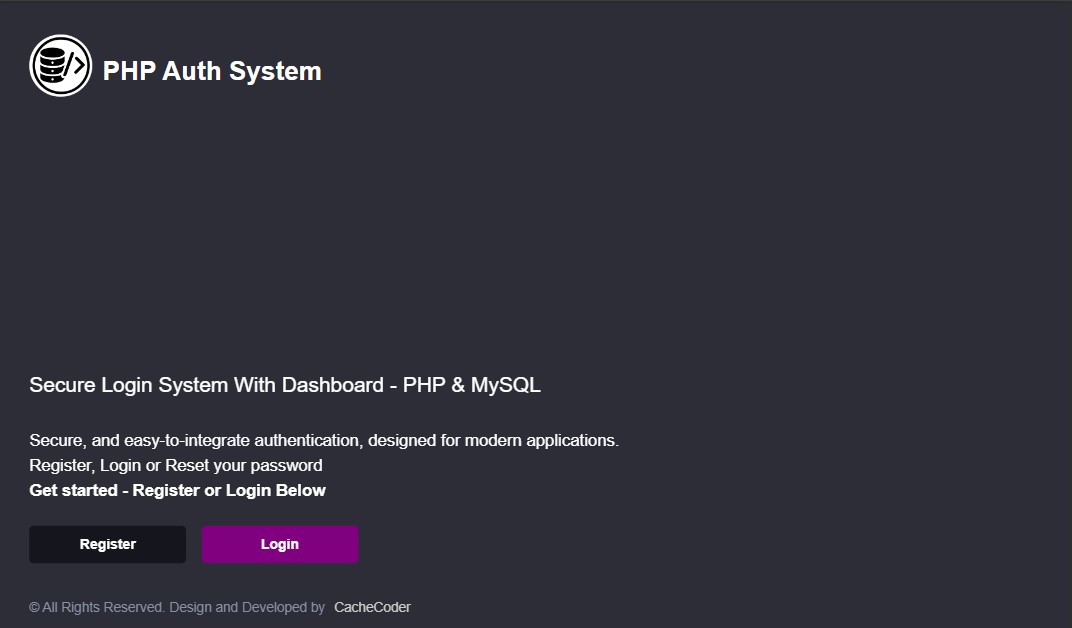 PHP Auth System
Secure Login System With Dashboard - PHP & MySQL
Secure, and easy-to-integrate authentication, designed for modern applications.
Register, Login or Reset your password
Get started - Register or Login Below
Register Login
© All Rights Reserved. Design and Developed by CacheCoder